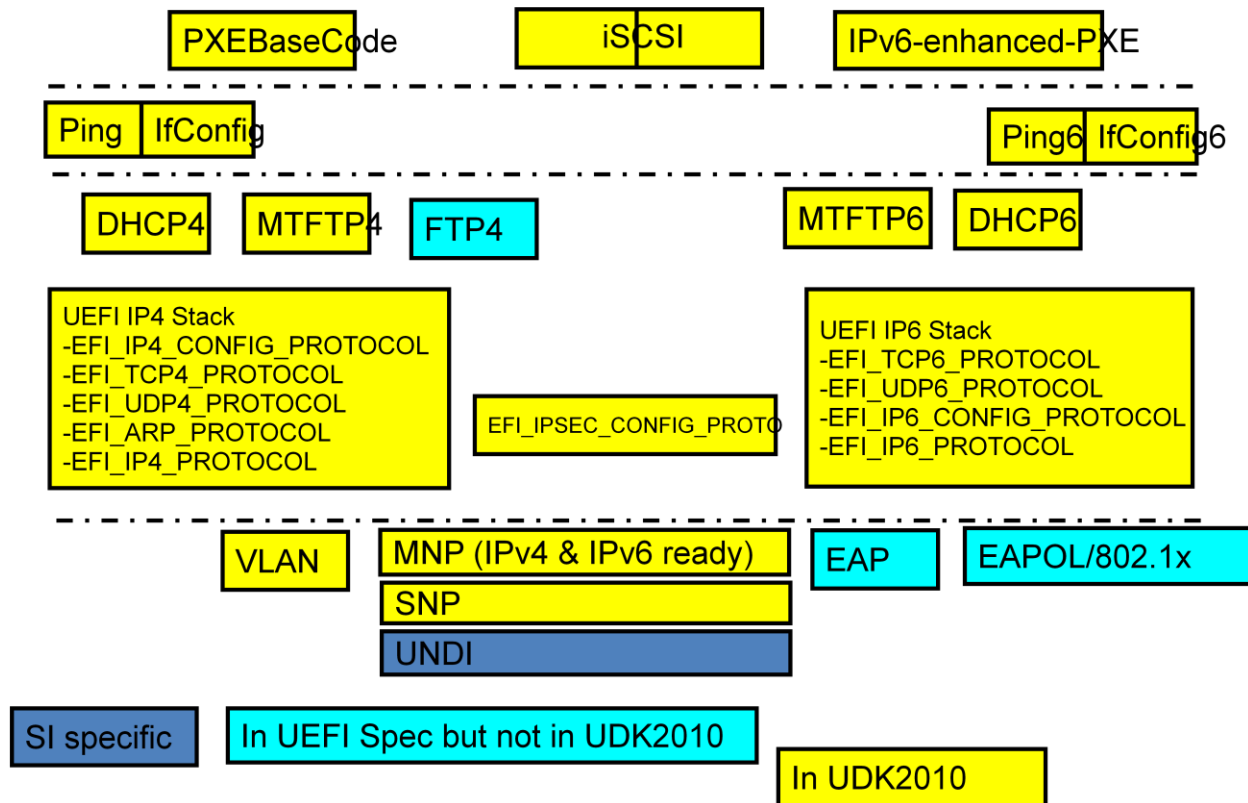 PXEBaseCode
iSCSI
IPv6-enhanced-PXE
Ping
IfConfig
Ping6
IfConfig6
DHCP4
MTFTP4
FTP4
MTFTP6
DHCP6
UEFI IP4 Stack
-EFI_IP4_CONFIG_PROTOCOL
-EFI_TCP4_PROTOCOL
-EFI_UDP4_PROTOCOL
-EFI_ARP_PROTOCOL
-EFI_IP4_PROTOCOL
EFI_IPSEC_CONFIG_PROTO
UEFI IP6 Stack
-EFI_TCP6_PROTOCOL
-EFI_UDP6_PROTOCOL
-EFI_IP6_CONFIG_PROTOCOL
-EFI_IP6_PROTOCOL
VLAN
MNP (IPv4 & IPv6 ready)
EAP
EAPOL/802.1x
SNP
UNDI
SI specific
In UEFI Spec but not in UDK2010
In UDK2010